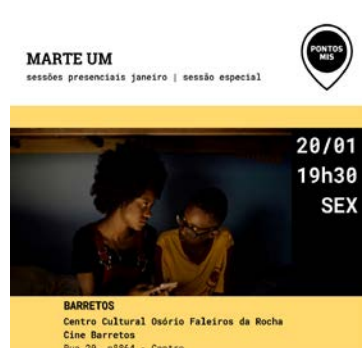 MARTE UM
PONTOS
MIS
sessões presenciais janeiro | sessão especial
20/01
19h30
SEX
BARRETOS
Centro Cultural Osório Faleiros da Rocha
Cine Barretos